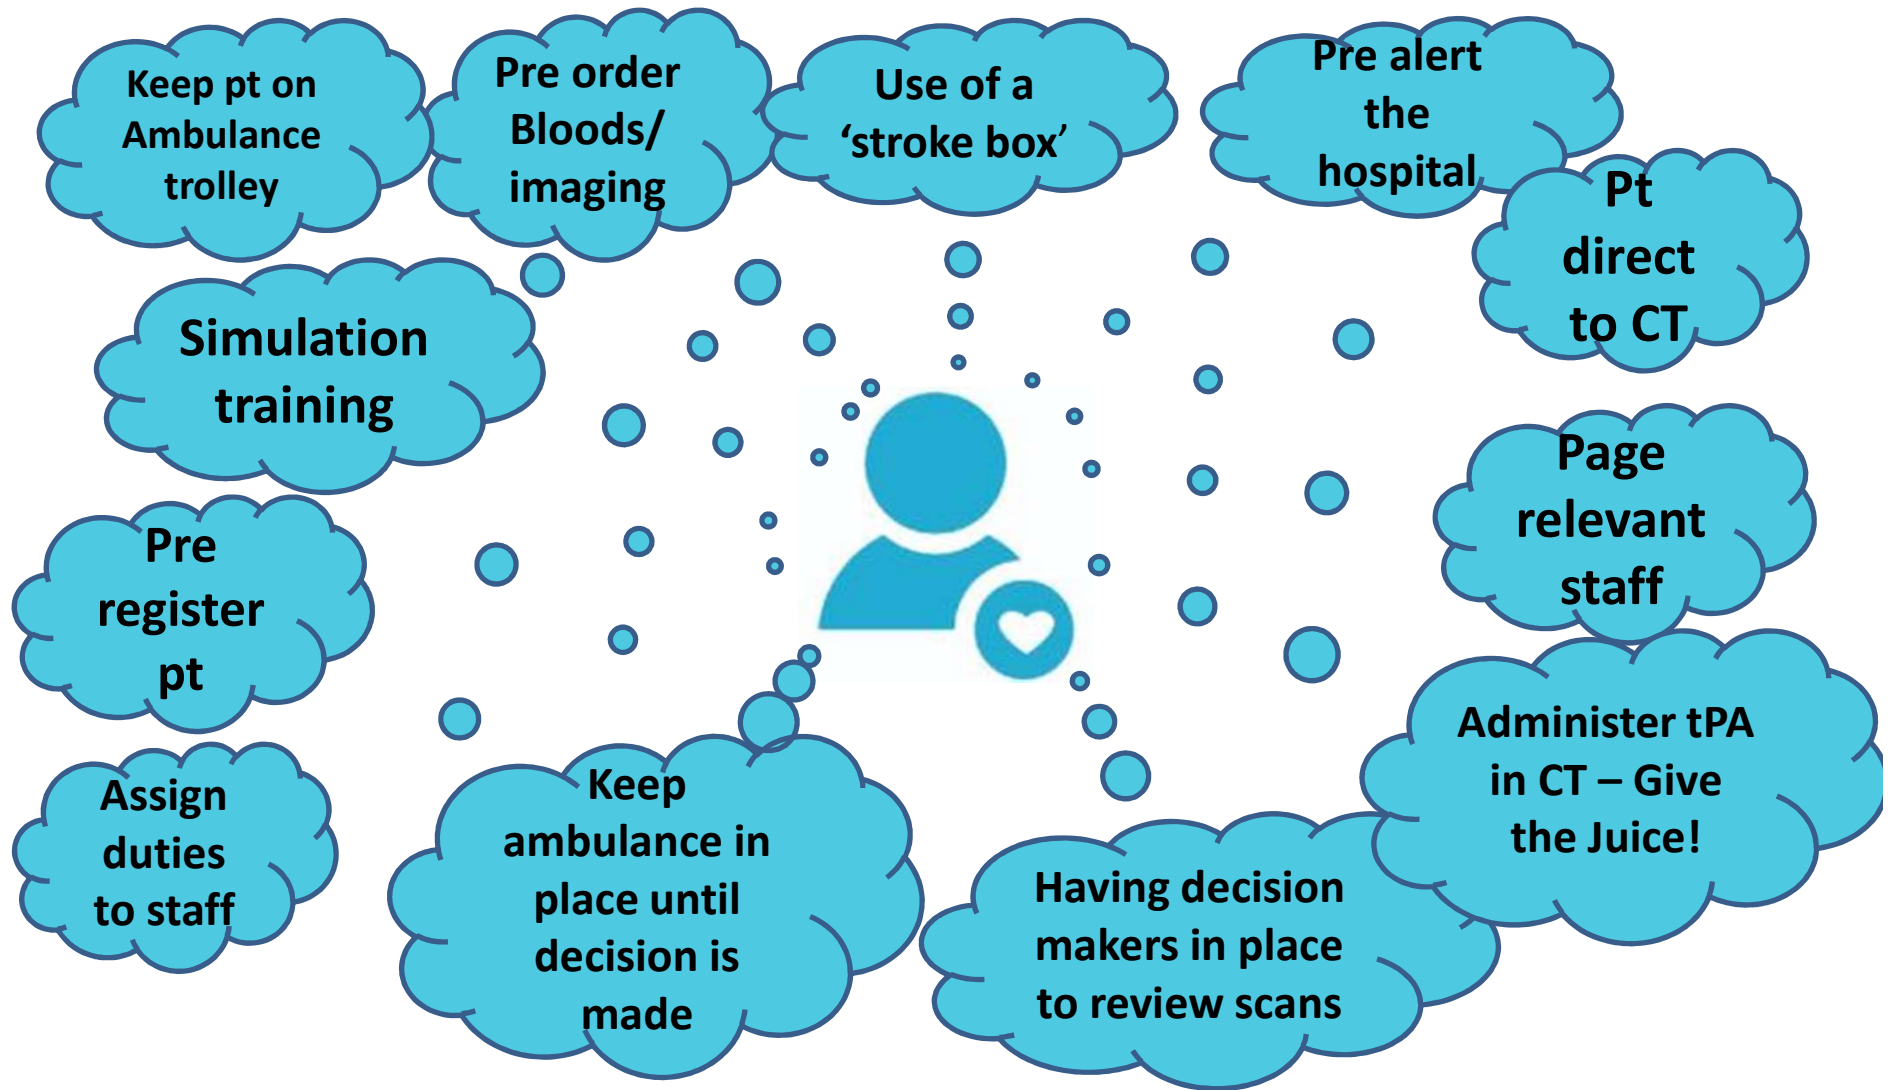 Keep pt on
Ambulance
trolley
Pre order
Bloods/
imaging
Use of a
‘stroke box’
Pre alert
the
hospital
Pt
direct
to CT
Simulation
training
Page
relevant
staff
Pre
register
pt
Administer tPA
in CT – Give
the Juice!
Assign
duties
to staff
Keep
ambulance in
place until
decision is
made
Having decision
makers in place
to review scans